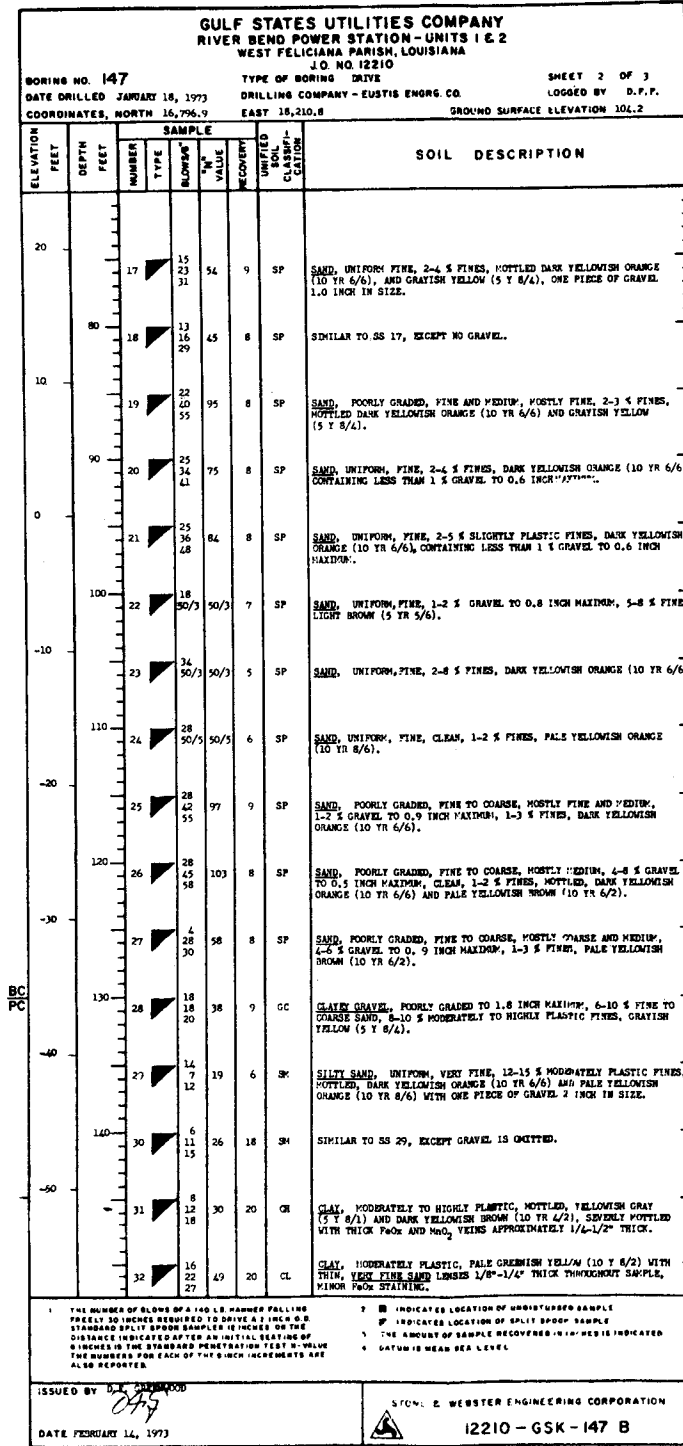 GULF STATES UTILITIES COMPANY
RIVER BEND POWER STATION - UNITS 1 & 2
WEST FELICIANA PARISH, LOUISIANA
J.O. NO. 12210
BORING NO. 147 TYPE OF BORING DRIVE SHEET 2 OF 3
DATE DRILLED JANUARY 18, 1973 DRILLING COMPANY - EUSTIS ENGRG. CO. LOGGED BY D.F.F.
COORDINATES, NORTH 16,796.9 EAST 18,210.8 GROUND SURFACE ELEVATION 104.2
ELEVATION FEET DEPTH FEET SAMPLE NUMBER TYPE BLOWS/6" "N" VALUE RECOVERY UNIFIED SOIL CLASSIFI-CATION SOIL DESCRIPTION
20
17 15 23 31 54 9 SP SAND, UNIFORM FINE, 2-4 % FINES, MOTTLED DARK YELLOWISH ORANGE
(10 YR 6/6), AND GRAYISH YELLOW (5 Y 8/4), ONE PIECE OF GRAVEL
1.0 INCH IN SIZE.
80
18 13 16 29 45 8 SP SIMILAR TO SS 17, EXCEPT NO GRAVEL.
10
19 22 40 55 95 8 SP SAND, POORLY GRADED, FINE AND MEDIUM, MOSTLY FINE, 2-3 % FINES,
MOTTLED DARK YELLOWISH ORANGE (10 YR 6/6) AND GRAYISH YELLOW
(5 Y 8/4).
90
20 25 34 41 75 8 SP SAND, UNIFORM, FINE, 2-4 % FINES, DARK YELLOWISH ORANGE (10 YR 6/6
CONTAINING LESS THAN 1 % GRAVEL TO 0.6 INCH
0
21 25 36 48 84 8 SP SAND, UNIFORM, FINE, 2-5 % SLIGHTLY PLASTIC FINES, DARK YELLOWISH
ORANGE (10 YR 6/6), CONTAINING LESS THAN 1 % GRAVEL TO 0.6 INCH
MAXIMUM.
100
22 18 50/3 50/3 7 SP SAND, UNIFORM, FINE, 1-2 % GRAVEL TO 0.8 INCH MAXIMUM, 5-8 % FINE
LIGHT BROWN (5 YR 5/6).
-10
23 34 50/3 50/3 5 SP SAND, UNIFORM, FINE, 2-8 % FINES, DARK YELLOWISH ORANGE (10 YR 6/6
110
24 28 50/5 50/5 6 SP SAND, UNIFORM, FINE, CLEAN, 1-2 % FINES, PALE YELLOWISH ORANGE
(10 YR 8/6).
-20
25 28 42 55 97 9 SP SAND, POORLY GRADED, FINE TO COARSE, MOSTLY FINE AND MEDIUM,
1-2 % GRAVEL TO 0.9 INCH MAXIMUM, 1-3 % FINES, DARK YELLOWISH
ORANGE (10 YR 6/6).
120
26 28 45 58 103 8 SP SAND, POORLY GRADED, FINE TO COARSE, MOSTLY MEDIUM, 4-8 % GRAVEL
TO 0.5 INCH MAXIMUM, CLEAN, 1-2 % FINES, MOTTLED, DARK YELLOWISH
ORANGE (10 YR 6/6) AND PALE YELLOWISH BROWN (10 YR 6/2).
-30
27 4 28 30 58 8 SP SAND, POORLY GRADED, FINE TO COARSE, MOSTLY COARSE AND MEDIUM,
4-6 % GRAVEL TO 0. 9 INCH MAXIMUM, 1-3 % FINES, PALE YELLOWISH
BROWN (10 YR 6/2).
BC
PC
130
28 18 18 20 38 9 GC CLAYEY GRAVEL, POORLY GRADED TO 1.8 INCH MAXIMUM, 6-10 % FINE TO
COARSE SAND, 8-10 % MODERATELY TO HIGHLY PLASTIC FINES, GRAYISH
YELLOW (5 Y 8/4).
-40
29 14 7 12 19 6 SM SILTY SAND, UNIFORM, VERY FINE, 12-15 % MODERATELY PLASTIC FINES,
MOTTLED, DARK YELLOWISH ORANGE (10 YR 6/6) AND PALE YELLOWISH
ORANGE (10 YR 8/6) WITH ONE PIECE OF GRAVEL 2 INCH IN SIZE.
140
30 6 11 15 26 18 SM SIMILAR TO SS 29, EXCEPT GRAVEL IS OMITTED.
-50
31 8 12 18 30 20 CH CLAY, MODERATELY TO HIGHLY PLASTIC, MOTTLED, YELLOWISH GRAY
(5 Y 8/1) AND DARK YELLOWISH BROWN (10 YR 4/2), SEVERLY MOTTLED
WITH THICK FeOx AND MnO2 VEINS APPROXIMATELY 1/4-1/2" THICK.
32 16 22 27 49 20 CL CLAY, MODERATELY PLASTIC, PALE GREENISH YELLOW (10 Y 8/2) WITH
THIN, VERY FINE SAND LENSES 1/8"-1/4" THICK THROUGHOUT SAMPLE,
MINOR FeOx STAINING.
1 THE NUMBER OF BLOWS OF A 140 LB. HAMMER FALLING
FREELY 30 INCHES REQUIRED TO DRIVE A 2 INCH O.D.
STANDARD SPLIT SPOON SAMPLER 12 INCHES OR THE
DISTANCE INDICATED AFTER AN INITIAL SEATING OF
6 INCHES IS THE STANDARD PENETRATION TEST N-VALUE
THE NUMBERS FOR EACH OF THE 6 INCH INCREMENTS ARE
ALSO REPORTED.
2 INDICATES LOCATION OF UNDISTURBED SAMPLE
INDICATES LOCATION OF SPLIT SPOON SAMPLE
3 THE AMOUNT OF SAMPLE RECOVERED IN INCHES IS INDICATED
4 DATUM IS MEAN SEA LEVEL
ISSUED BY
DATE FEBRUARY 14, 1973
STONE & WEBSTER ENGINEERING CORPORATION
12210 - GSK - 147 B